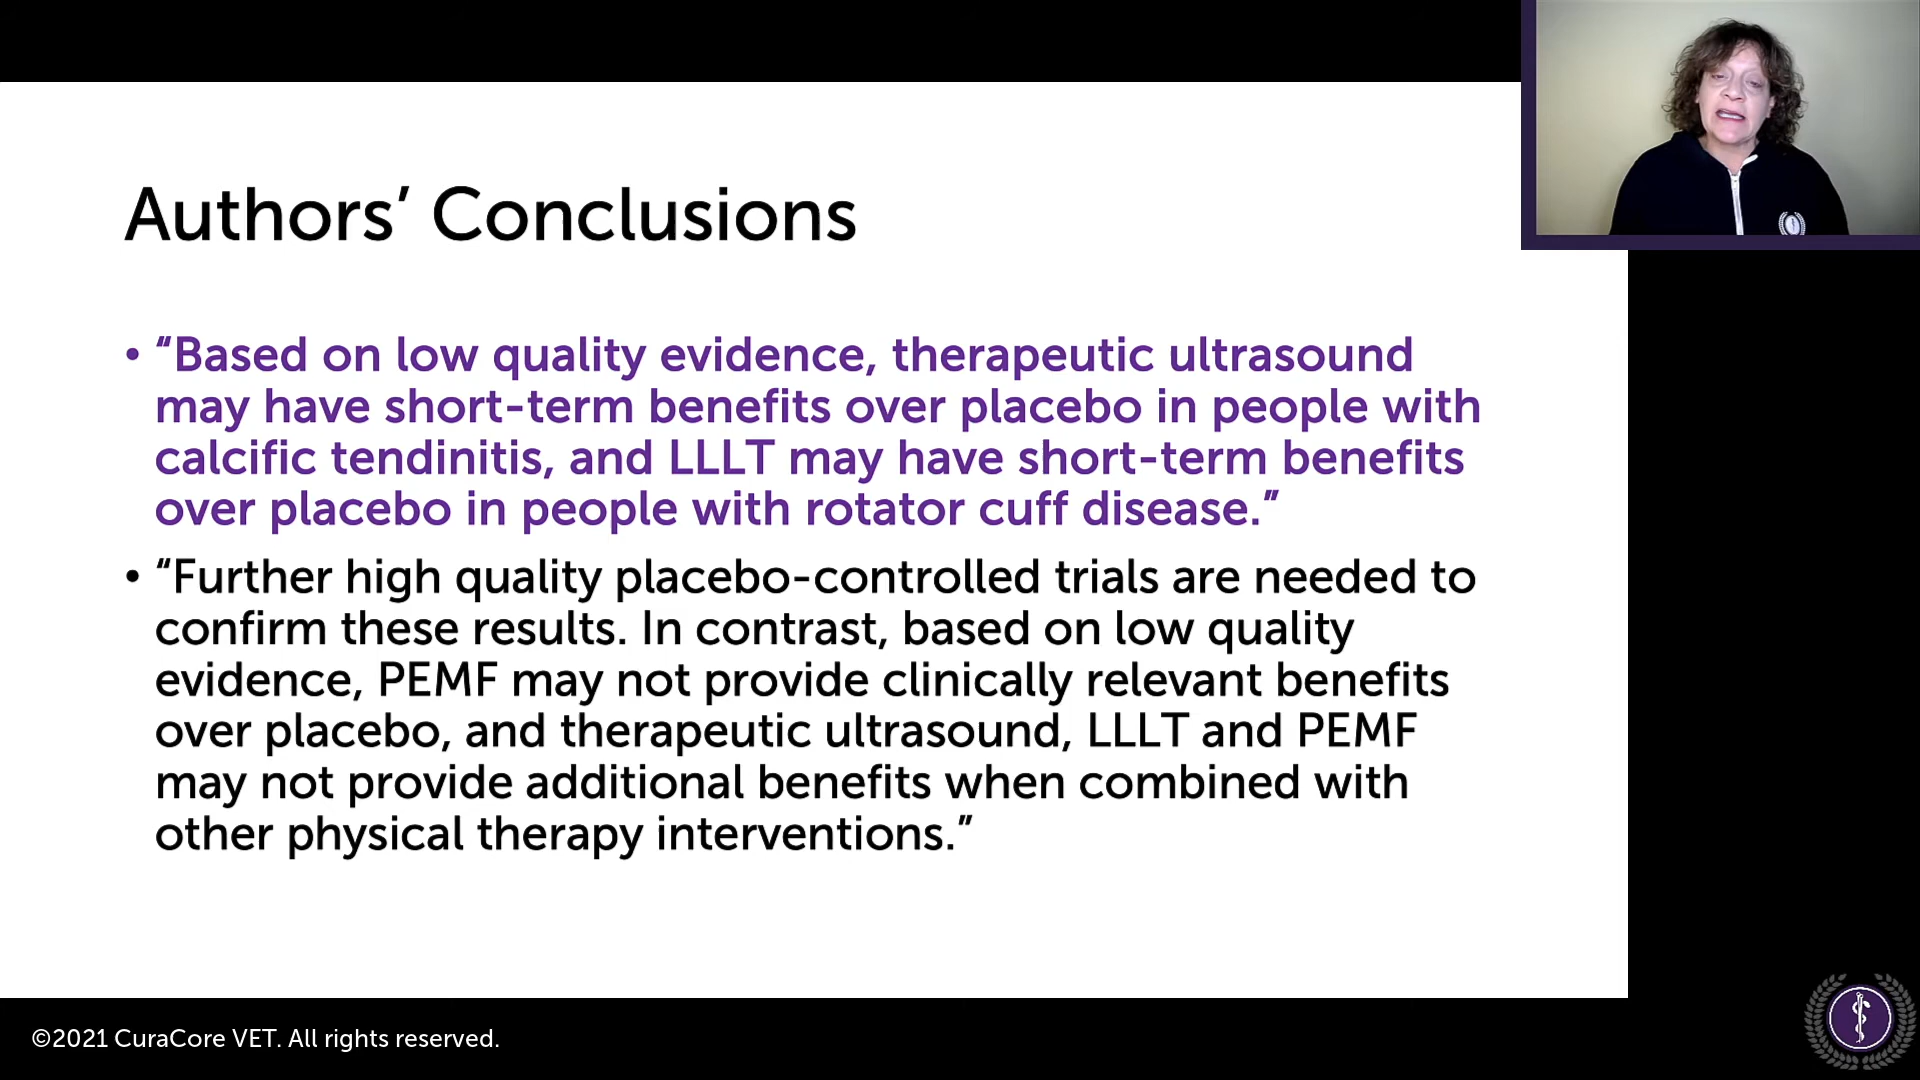 Authors’ Conclusions
• “Based on low quality evidence, therapeutic ultrasound
may have short-term benefits over placebo in people with
calcific tendinitis, and LLLT may have short-term benefits
over placebo in people with rotator cuff disease.”
• “Further high quality placebo-controlled trials are needed to
confirm these results. In contrast, based on low quality
evidence, PEMF may not provide clinically relevant benefits
over placebo, and therapeutic ultrasound, LLLT and PEMF
may not provide additional benefits when combined with
other physical therapy interventions.”
©2021 CuraCore VET. All rights reserved.